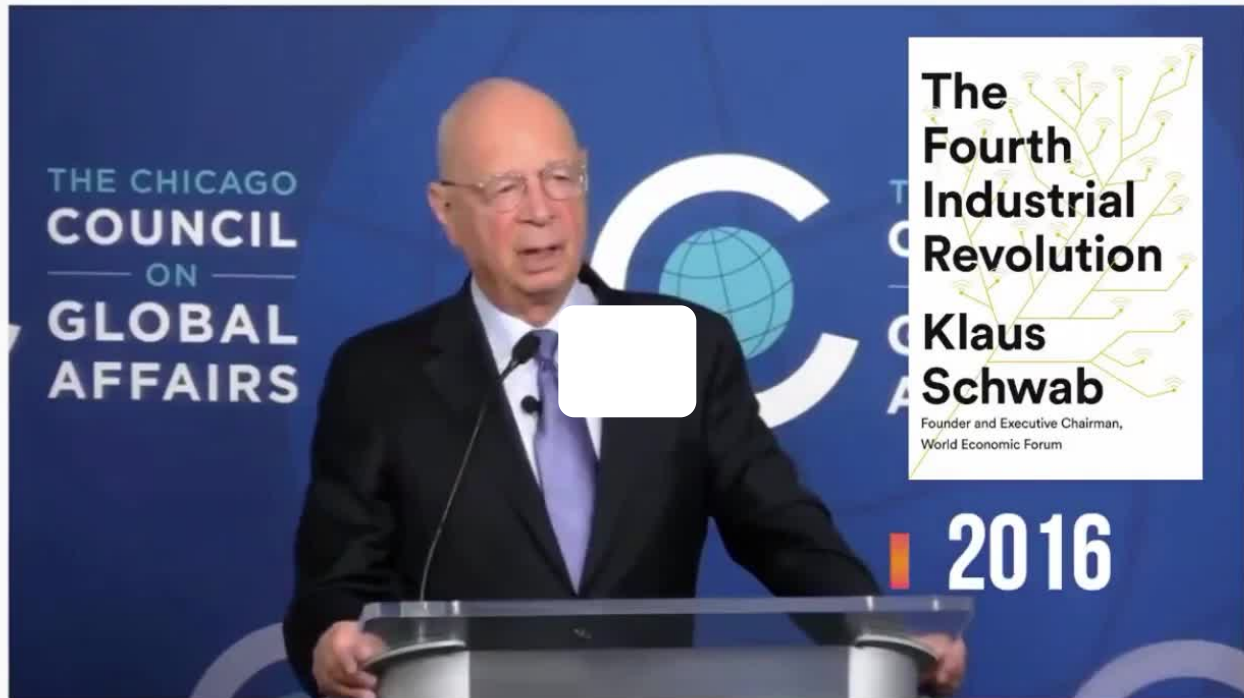 THE CHICAGO
COUNCIL
ON
GLOBAL
AFFAIRS
The
Fourth
Industrial
Revolution
Klaus
Schwab
Founder and Executive Chairman,
World Economic Forum
2016